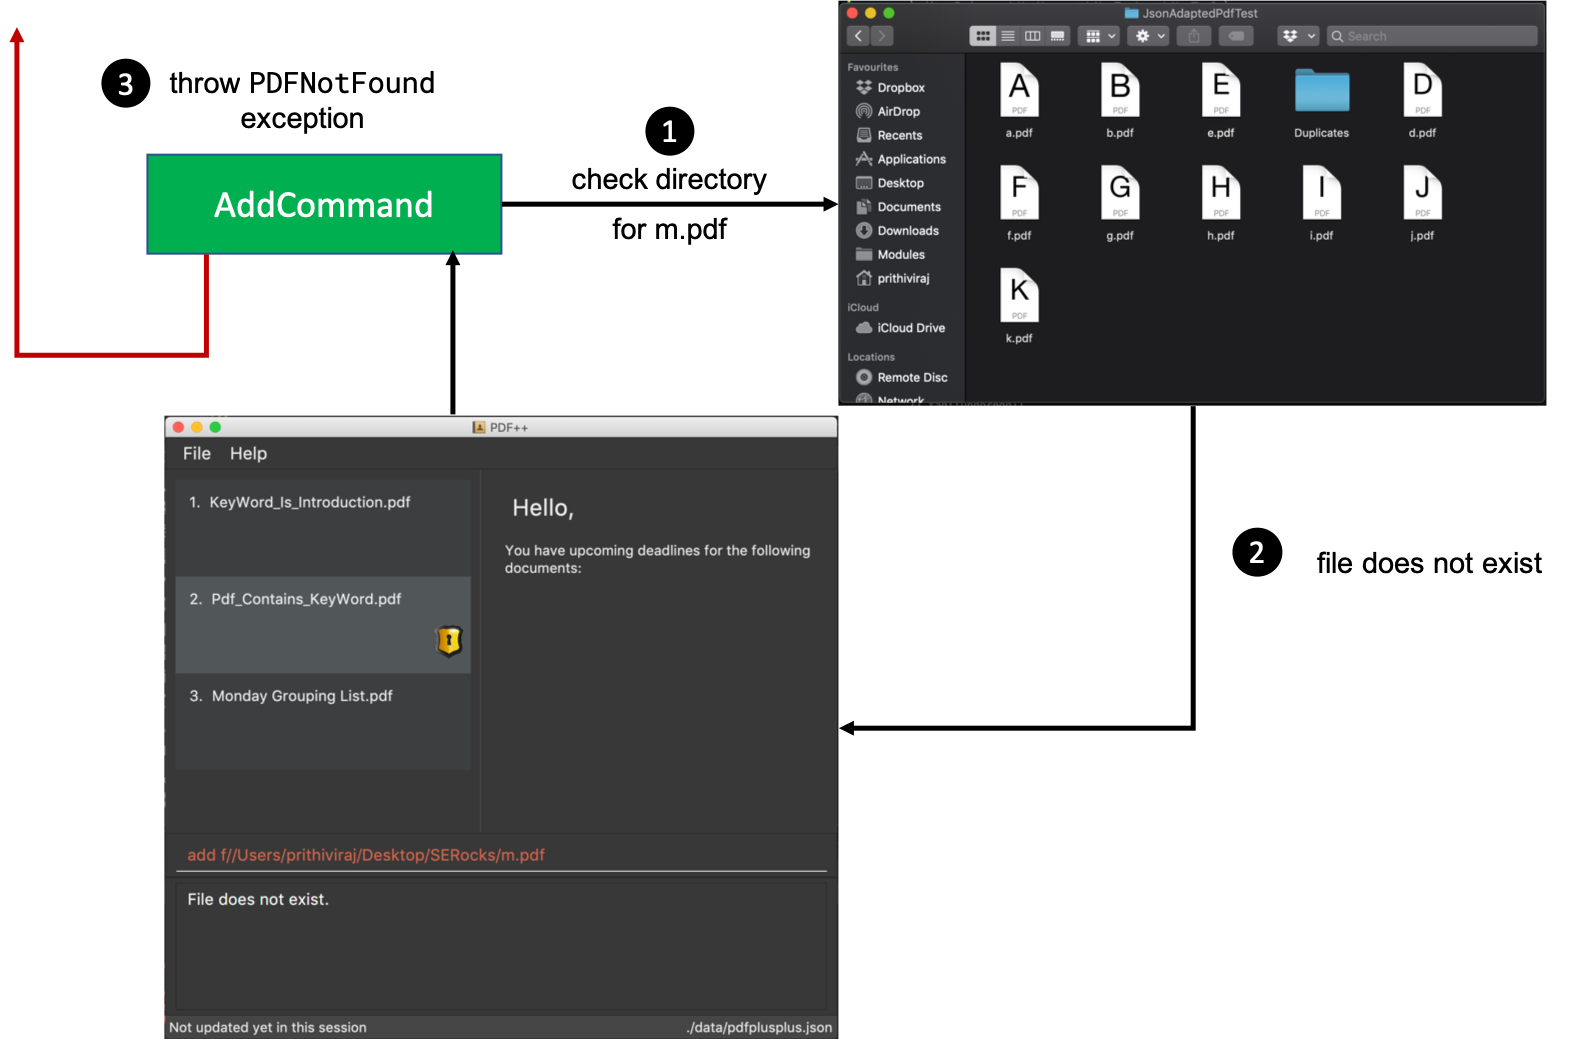 3
throw PDFNotFound
exception
AddCommand
1
check directory
for m.pdf
JsonAdaptedPdfTest
Search
Favourites
Dropbox
AirDrop
Recents
Applications
Desktop
Documents
Downloads
Modules
prithiviraj
iCloud
iCloud Drive
Locations
Remote Disc
Network
A
PDF
a.pdf
B
PDF
b.pdf
E
PDF
e.pdf
Duplicates
D
PDF
d.pdf
F
PDF
f.pdf
G
PDF
g.pdf
H
PDF
h.pdf
I
PDF
i.pdf
J
PDF
j.pdf
K
PDF
k.pdf
2
file does not exist
PDF++
File Help
1. KeyWord_Is_Introduction.pdf
2. Pdf_Contains_KeyWord.pdf
3. Monday Grouping List.pdf
Hello,
You have upcoming deadlines for the following
documents:
add f//Users/prithiviraj/Desktop/SERocks/m.pdf
File does not exist.
Not updated yet in this session
./data/pdfplusplus.json